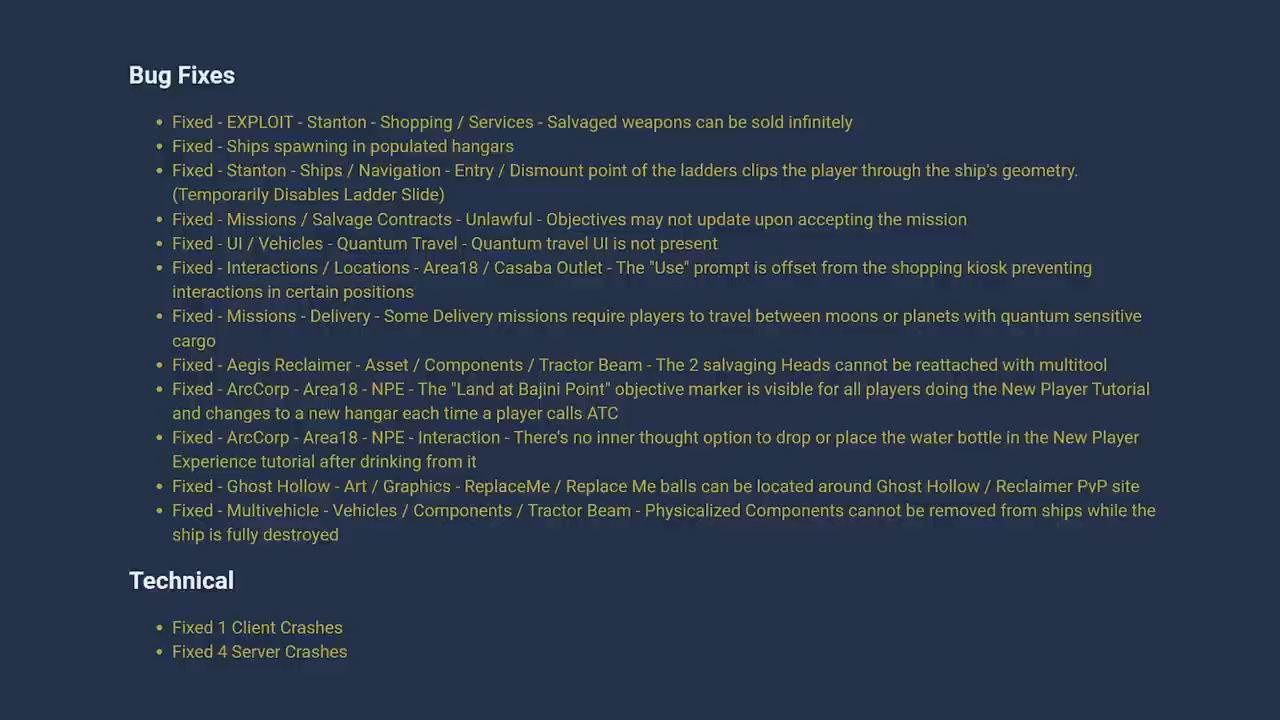 Bug Fixes
• Fixed - EXPLOIT - Stanton - Shopping / Services - Salvaged weapons can be sold infinitely
• Fixed - Ships spawning in populated hangars
• Fixed - Stanton - Ships / Navigation - Entry / Dismount point of the ladders clips the player through the ship's geometry.
(Temporarily Disables Ladder Slide)
• Fixed - Missions / Salvage Contracts - Unlawful - Objectives may not update upon accepting the mission
• Fixed - UI / Vehicles - Quantum Travel - Quantum travel UI is not present
• Fixed - Interactions / Locations - Area18 / Casaba Outlet - The "Use" prompt is offset from the shopping kiosk preventing
interactions in certain positions
• Fixed - Missions - Delivery - Some Delivery missions require players to travel between moons or planets with quantum sensitive
cargo
• Fixed - Aegis Reclaimer - Asset / Components / Tractor Beam - The 2 salvaging Heads cannot be reattached with multitool
• Fixed - ArcCorp - Area18 - NPE - The "Land at Bajini Point" objective marker is visible for all players doing the New Player Tutorial
and changes to a new hangar each time a player calls ATC
• Fixed - ArcCorp - Area18 - NPE - Interaction - There's no inner thought option to drop or place the water bottle in the New Player
Experience tutorial after drinking from it
• Fixed - Ghost Hollow - Art / Graphics - ReplaceMe / Replace Me balls can be located around Ghost Hollow / Reclaimer PvP site
• Fixed - Multivehicle - Vehicles / Components / Tractor Beam - Physicalized Components cannot be removed from ships while the
ship is fully destroyed
Technical
• Fixed 1 Client Crashes
• Fixed 4 Server Crashes